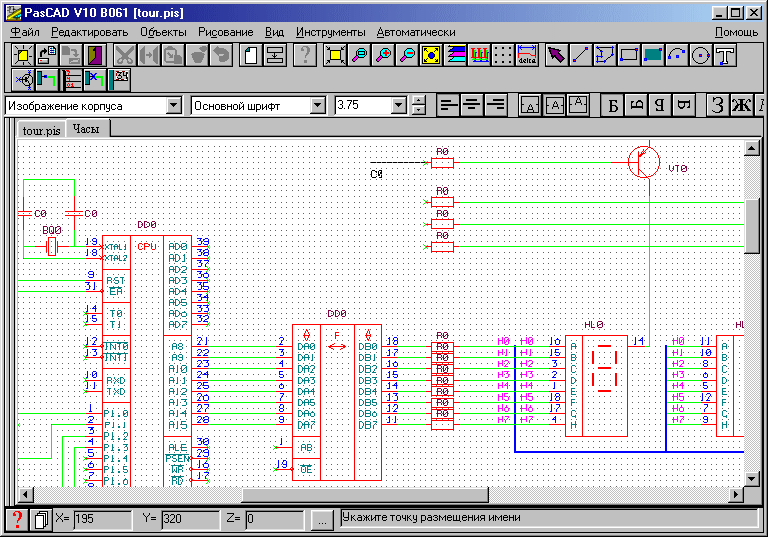 PasCAD V10 B061 [tour.pis]
Файл Редактировать Объекты Рисование Вид Инструменты Автоматически Помощь
delta
T
Изображение корпуса Основной шрифт 3.75 A A A Б З Ж
tour.pis Часы
R0
C0 VT0
R0
C0 C0 R0
DD0
BQ0 R0
19 XTAL1 CPU AD0 39
18 XTAL2 AD1 38
AD2 37
9 RST AD3 36
31 EA AD4 35
AD5 34
14 T0 AD6 33
15 T1 AD7 32
DD0 HL0 HL
12 INT0 A8 21 2 DA0 F DB0 18 R0 H0 H0 16 A 14 H0 11 A
13 INT1 A9 22 3 DA1 DB1 17 R0 H1 H1 15 B H1 10 B
A10 23 4 DA2 DB2 16 R0 H2 H2 3 C H2 8 C
10 RXD A11 24 5 DA3 DB3 15 R0 H3 H3 2 D H3 6 D
11 TXD A12 25 6 DA4 DB4 14 R0 H4 H4 1 E H4 5 E
A13 26 7 DA5 DB5 13 R0 H5 H5 18 F H5 12 F
1 P1.0 A14 27 8 DA6 DB6 12 R0 H6 H6 17 G H6 7 G
2 P1.1 A15 28 9 DA7 DB7 11 R0 H7 H7 4 H H7 9 H
3 P1.2
4 P1.3 ALE 30 1 AB
5 P1.4 PSEN 29
6 P1.5 WR 16 19 OE
7 P1.6 RD 17
8
X= 195 Y= 320 Z= 0 ... Укажите точку размещения имени